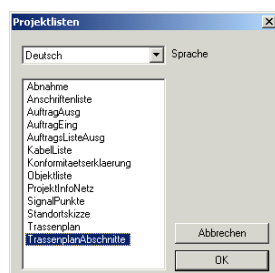 Projektlisten
Deutsch
Sprache
Abnahme
Anschriftenliste
AuftragAusg
AuftragEing
AuftragsListeAusg
KabelListe
Konformitaetserklaerung
Objektliste
ProjektInfoNetz
SignalPunkte
Standortskizze
Trassenplan
TrassenplanAbschnitte
Abbrechen
OK